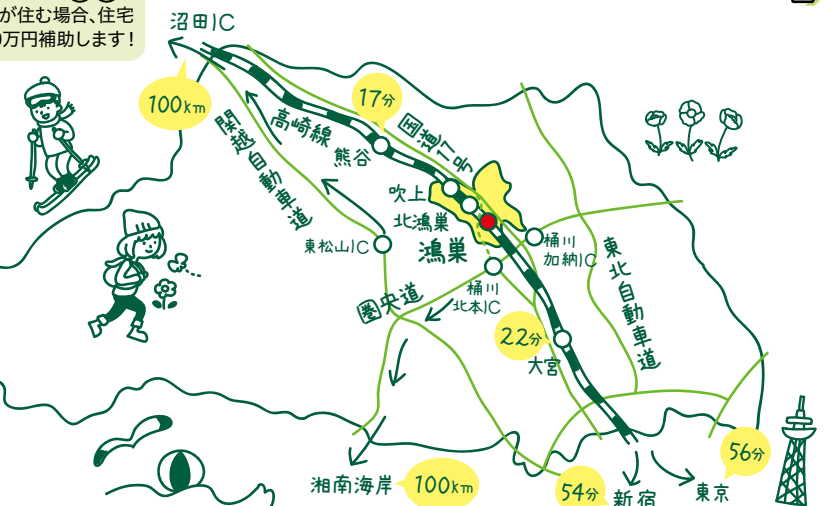 が住む場合、住宅
万円補助します！
沼田IC
100km
17分
高崎線
国道17号
関越自動車道
熊谷
吹上
北鴻巣
鴻巣
東松山IC
桶川
加納IC
東北自動車道
圏央道
桶川
北本IC
22分
大宮
56分
湘南海岸
100km
54分
新宿
東京